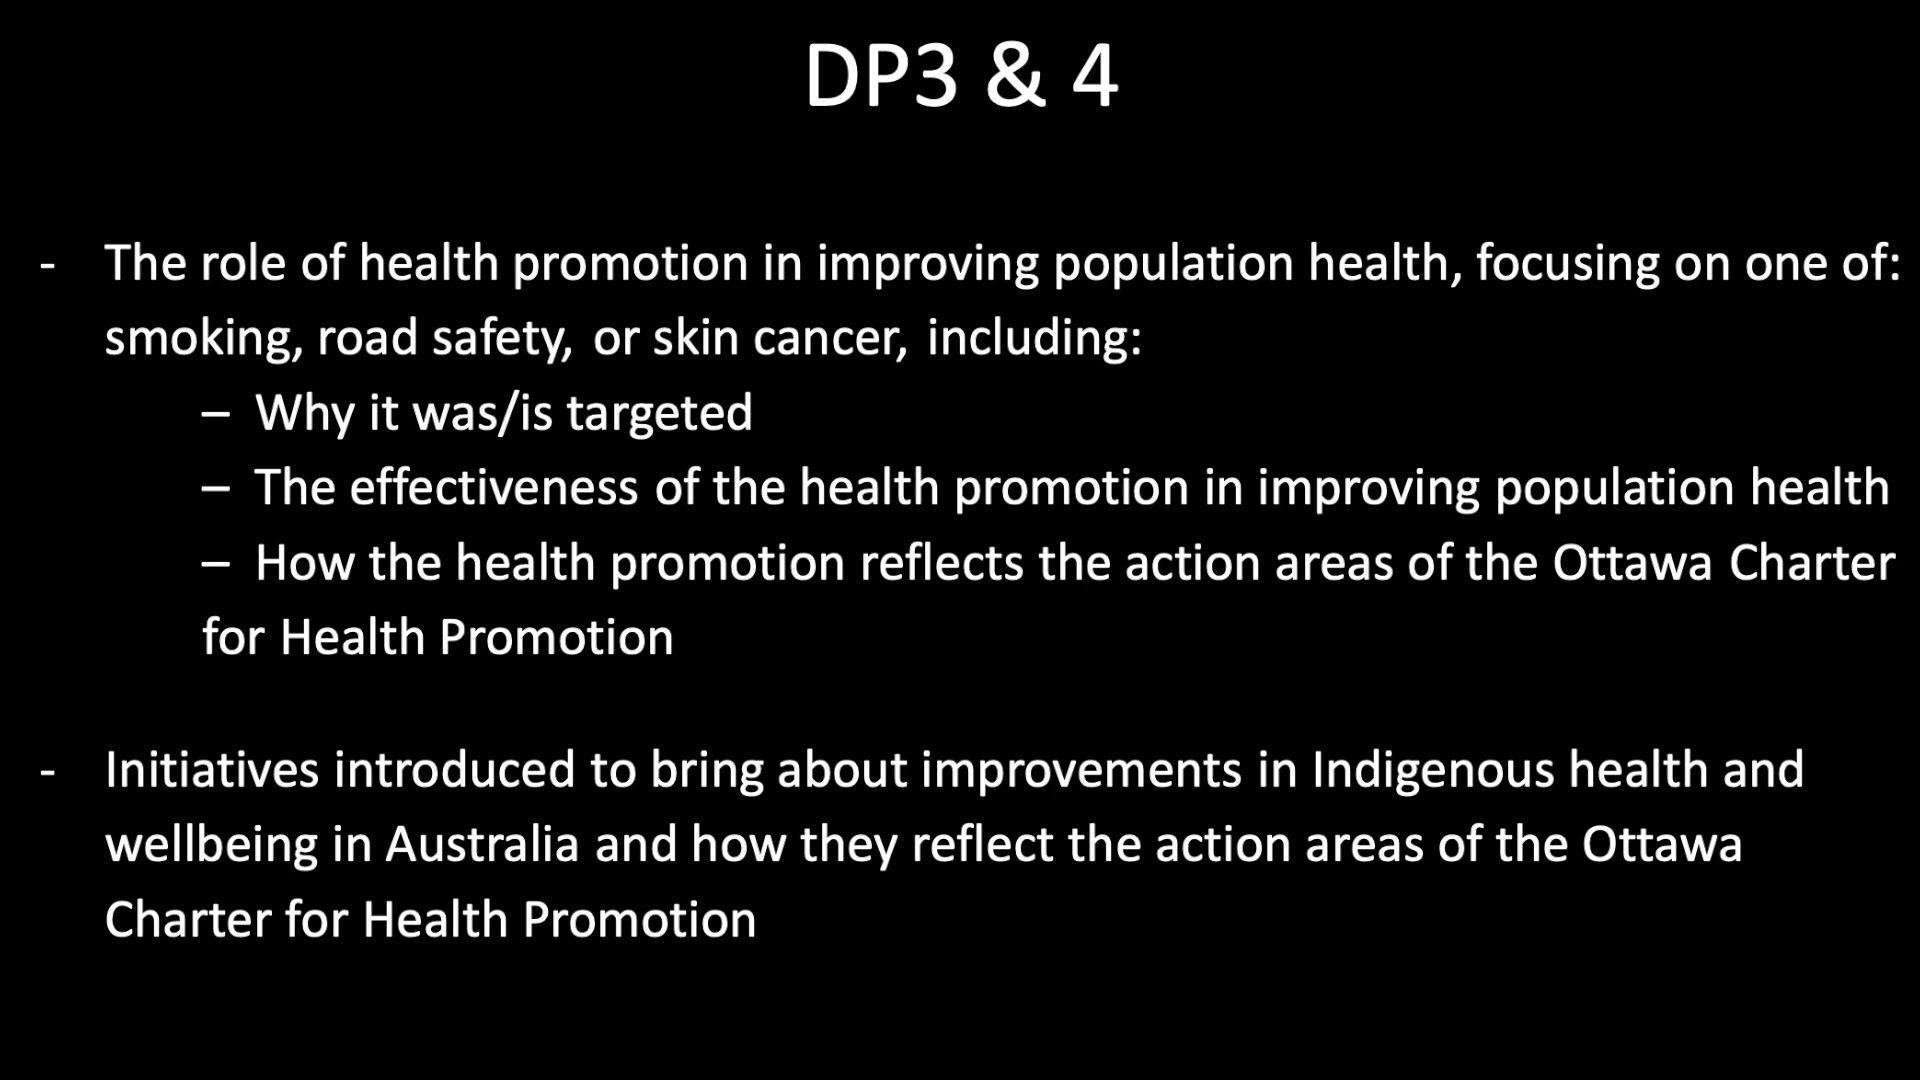 DP3 & 4
- The role of health promotion in improving population health, focusing on one of:
smoking, road safety, or skin cancer, including:
– Why it was/is targeted
– The effectiveness of the health promotion in improving population health
– How the health promotion reflects the action areas of the Ottawa Charter
for Health Promotion
- Initiatives introduced to bring about improvements in Indigenous health and
wellbeing in Australia and how they reflect the action areas of the Ottawa
Charter for Health Promotion